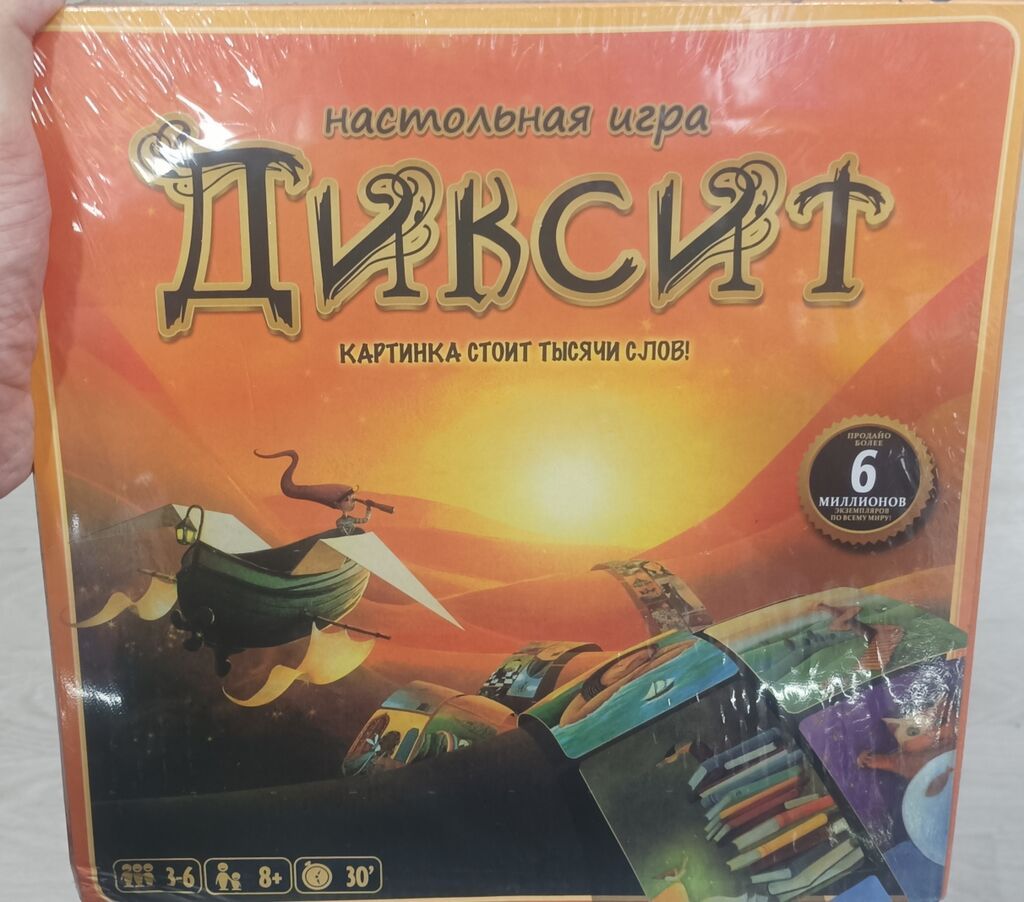 настольная игра
Диксит
КАРТИНКА СТОИТ ТЫСЯЧИ СЛОВ!
ПРОДАНО
БОЛЕЕ
6
МИЛЛИОНОВ
ЭКЗЕМПЛЯРОВ
ПО ВСЕМУ МИРУ!
3-6 8+ 30'